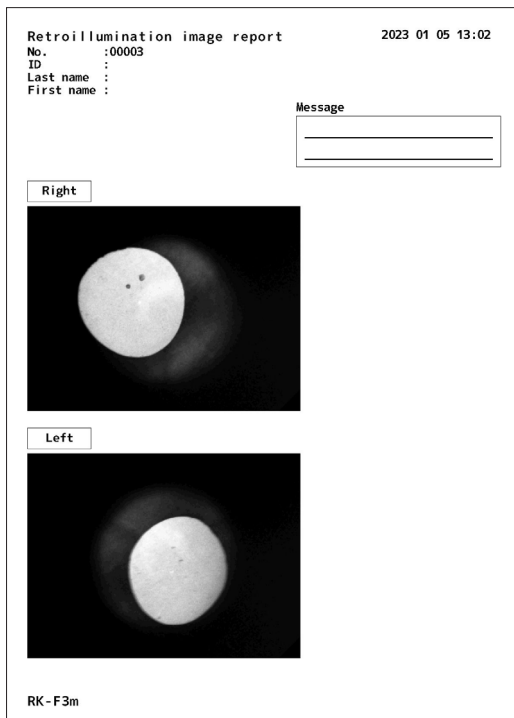 Retroillumination image report 2023 01 05 13:02
No. :00003
ID :
Last name :
First name :
Message
Right
Left
RK-F3m